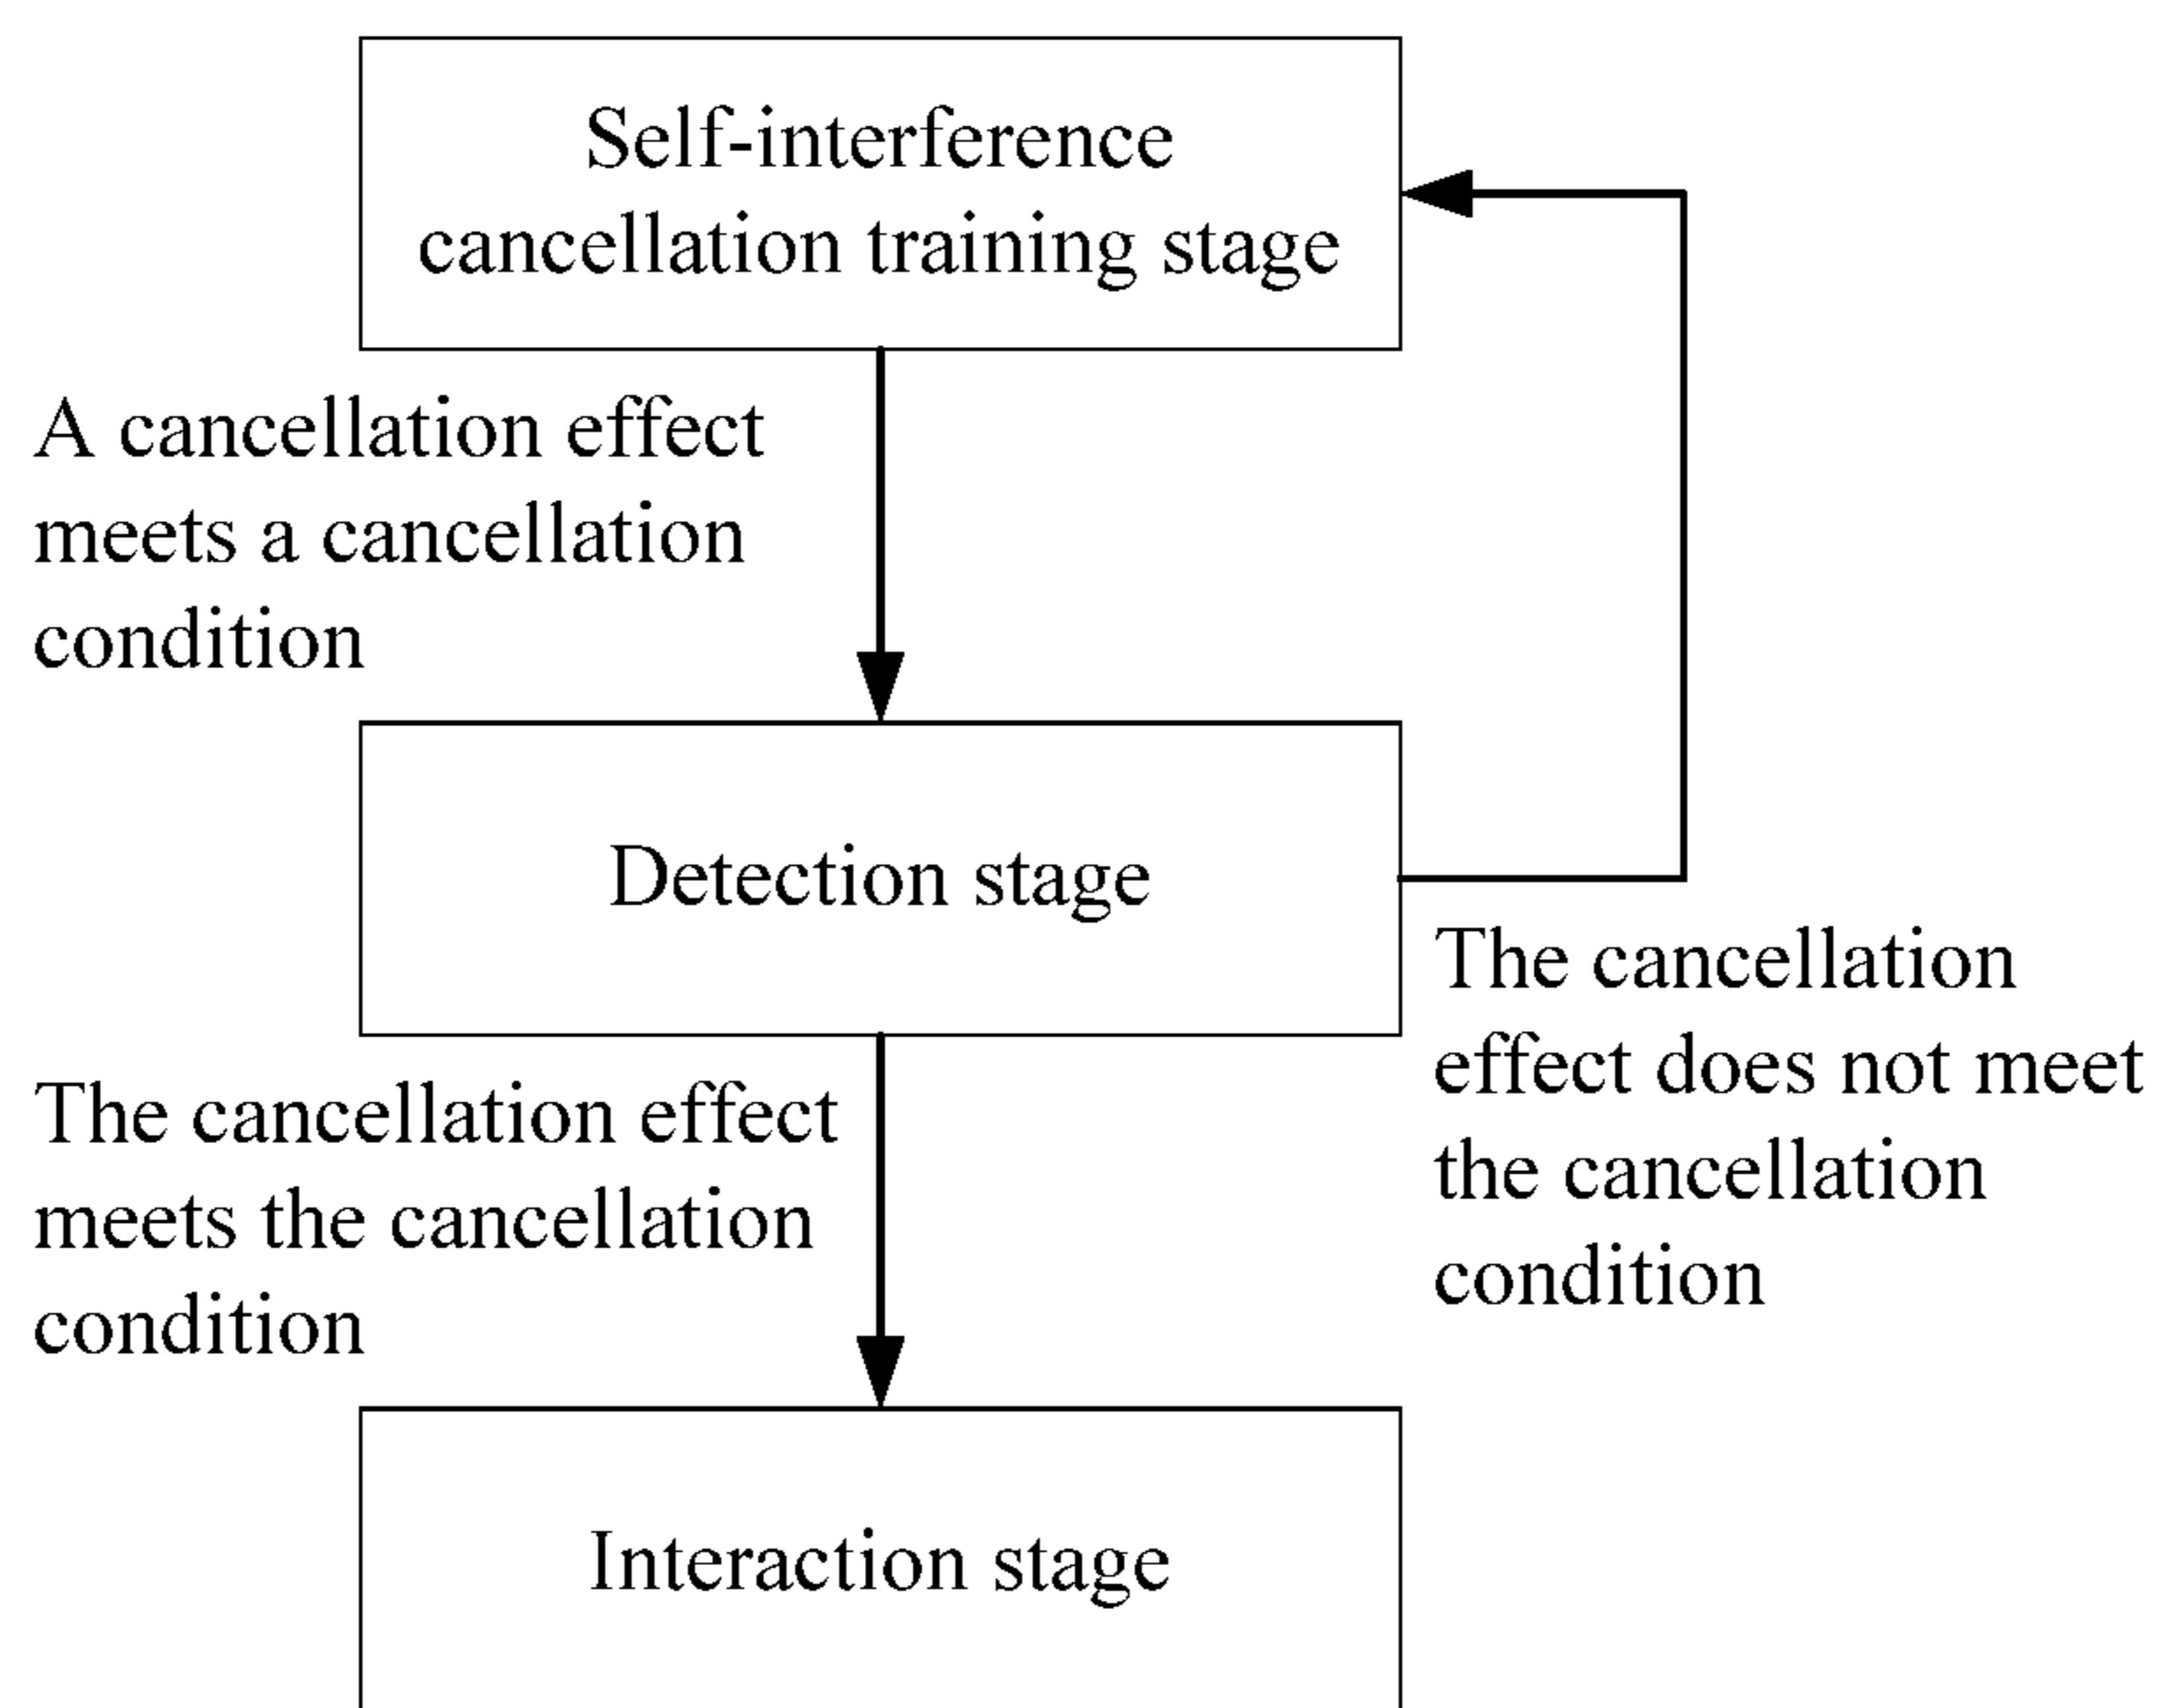 Self-interference
cancellation training stage
A cancellation effect
meets a cancellation
condition
Detection stage
The cancellation
effect does not meet
the cancellation
condition
The cancellation effect
meets the cancellation
condition
Interaction stage